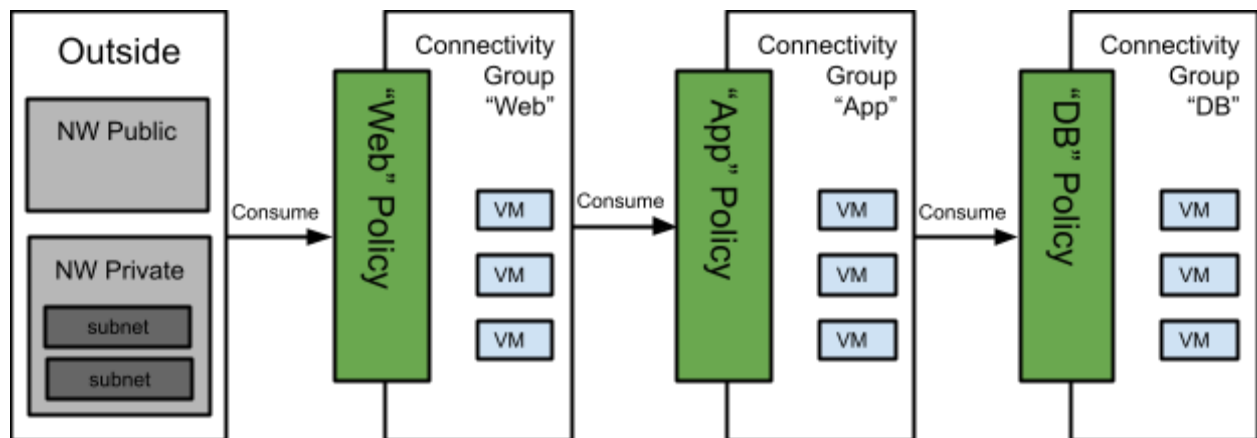 Outside
NW Public
NW Private
subnet
subnet
Consume
“Web” Policy
Connectivity
Group
“Web”
VM
VM
VM
Consume
“App” Policy
Connectivity
Group
“App”
VM
VM
VM
Consume
“DB” Policy
Connectivity
Group
“DB”
VM
VM
VM